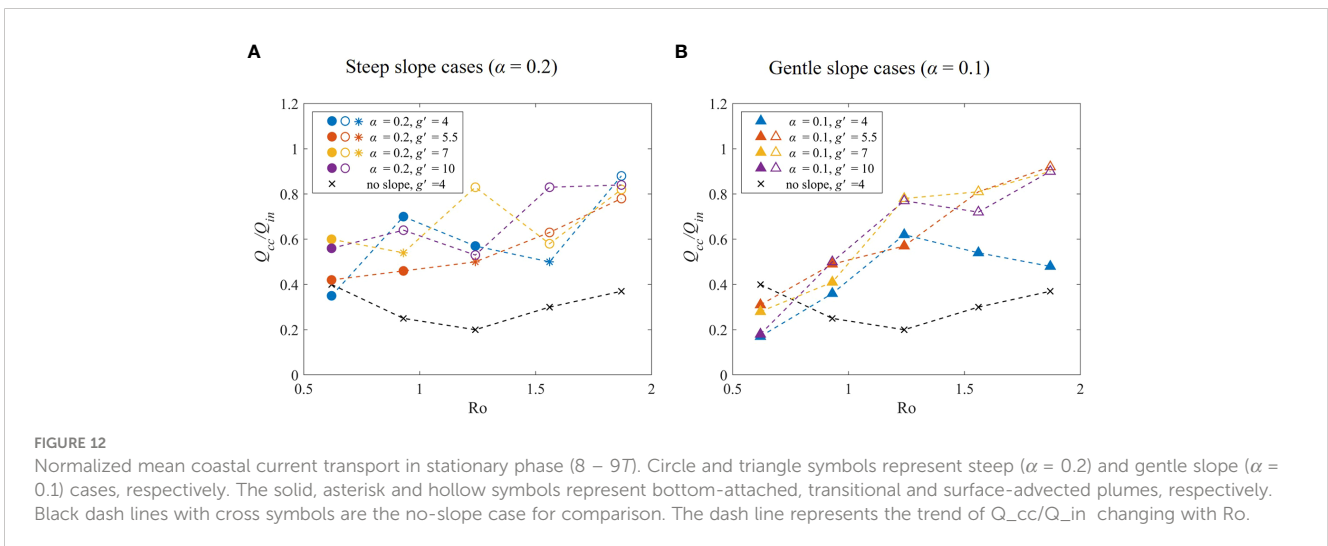 A
Steep slope cases (α = 0.2)
1.2
1
0.8
0.6
0.4
0.2
0
Q_cc/Q_in
α = 0.2, g' = 4
α = 0.2, g' = 5.5
α = 0.2, g' = 7
α = 0.2, g' = 10
no slope, g' =4
0.5
1
1.5
2
Ro
B
Gentle slope cases (α = 0.1)
1.2
1
0.8
0.6
0.4
0.2
0
Q_cc/Q_in
α = 0.1, g' = 4
α = 0.1, g' = 5.5
α = 0.1, g' = 7
α = 0.1, g' = 10
no slope, g' =4
0.5
1
1.5
2
Ro
FIGURE 12
Normalized mean coastal current transport in stationary phase (8 – 9T). Circle and triangle symbols represent steep (α = 0.2) and gentle slope (α =
0.1) cases, respectively. The solid, asterisk and hollow symbols represent bottom-attached, transitional and surface-advected plumes, respectively.
Black dash lines with cross symbols are the no-slope case for comparison. The dash line represents the trend of Q_cc/Q_in changing with Ro.